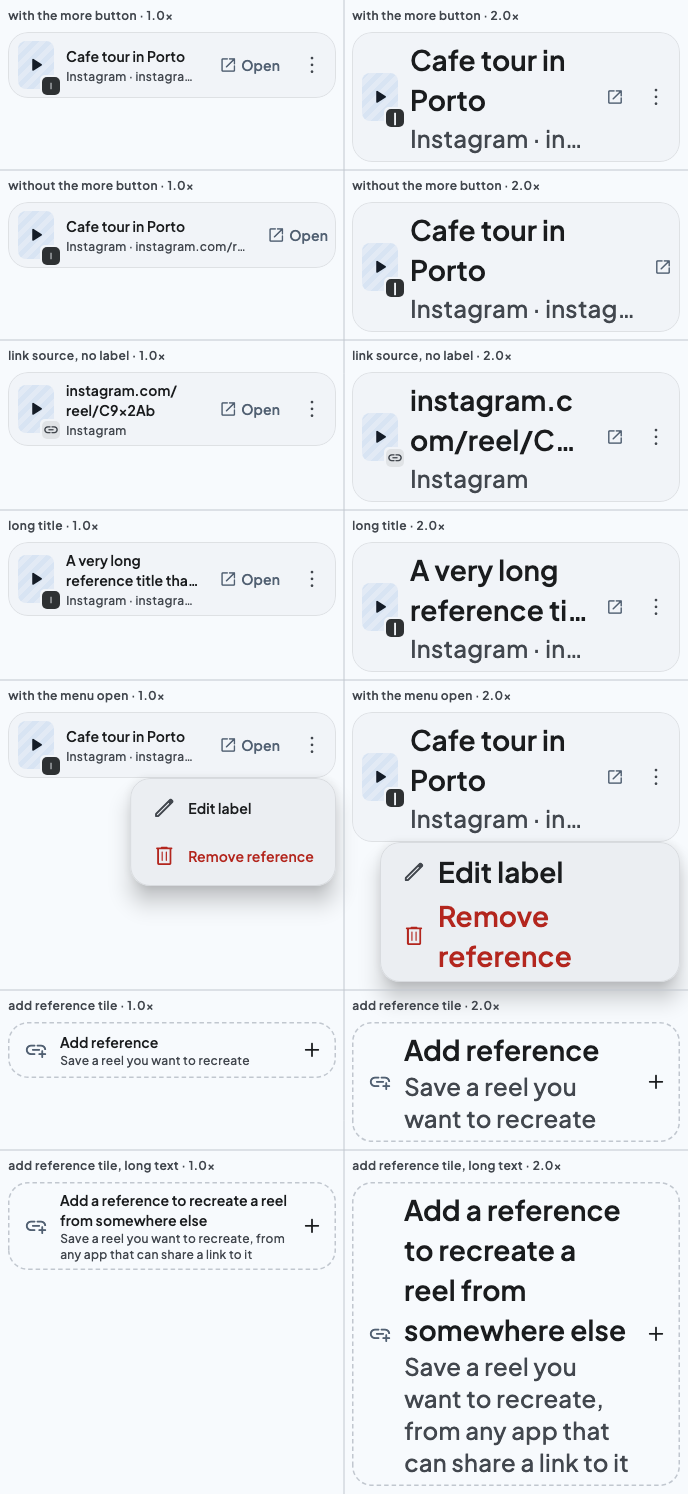 with the more button · 1.0×
Cafe tour in Porto
Instagram · instagra…
Open
with the more button · 2.0×
Cafe tour in
Porto
Instagram · in…
without the more button · 1.0×
Cafe tour in Porto
Instagram · instagram.com/r…
Open
without the more button · 2.0×
Cafe tour in
Porto
Instagram · instag…
link source, no label · 1.0×
instagram.com/
reel/C9×2Ab
Instagram
Open
link source, no label · 2.0×
instagram.c
om/reel/C…
Instagram
long title · 1.0×
A very long
reference title tha…
Instagram · instagra…
Open
long title · 2.0×
A very long
reference ti…
Instagram · in…
with the menu open · 1.0×
Cafe tour in Porto
Instagram · instagra…
Open
Edit label
Remove reference
with the menu open · 2.0×
Cafe tour in
Porto
Instagram · in…
Edit label
Remove
reference
add reference tile · 1.0×
Add reference
Save a reel you want to recreate
add reference tile · 2.0×
Add reference
Save a reel you
want to recreate
add reference tile, long text · 1.0×
Add a reference to recreate a reel
from somewhere else
Save a reel you want to recreate, from
any app that can share a link to it
add reference tile, long text · 2.0×
Add a reference
to recreate a
reel from
somewhere else
Save a reel you
want to recreate,
from any app that
can share a link to it